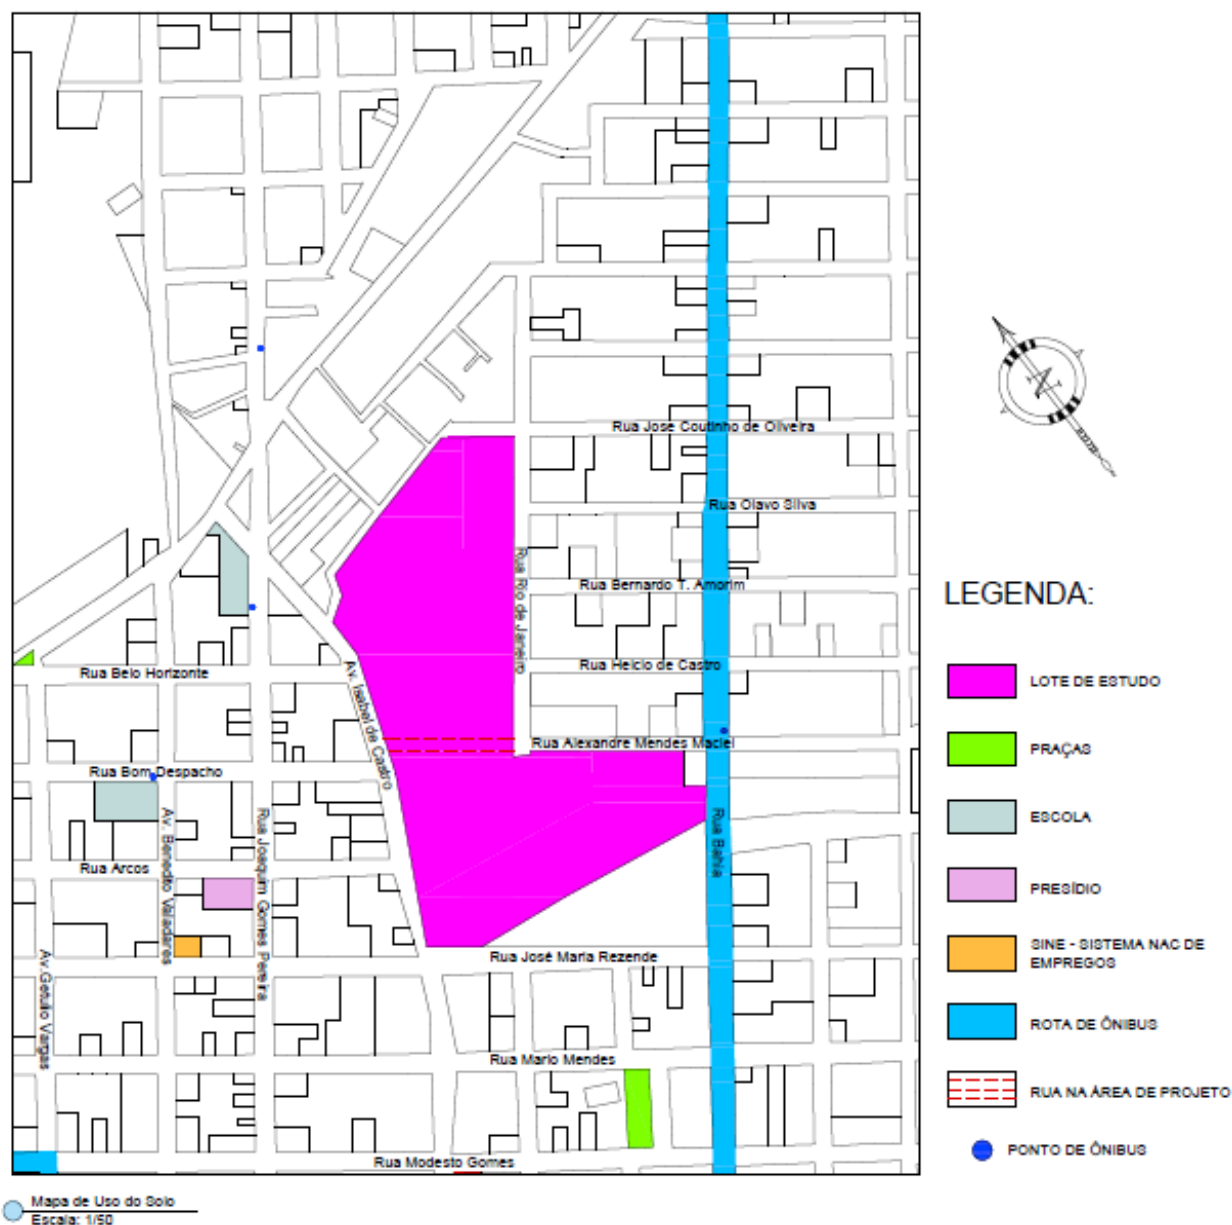 Rua José Coutinho de Oliveira
Rua Olavo Silva
Rua Rio de Janeiro
Rua Bernardo T. Amorim
Rua Helcio de Castro
Av. Isabel de Castro
Rua Belo Horizonte
Rua Alexandre Mendes Maciel
Rua Bom Despacho
Av. Benedito Valadares
Rua Joaquim Gomes Pereira
Rua Bahia
Rua Arcos
Av.Getulio Vargas
Rua José Maria Rezende
Rua Mario Mendes
Rua Modesto Gomes
N
LEGENDA:
LOTE DE ESTUDO
PRAÇAS
ESCOLA
PRESÍDIO
SINE - SISTEMA NAC DE
EMPREGOS
ROTA DE ÔNIBUS
RUA NA ÁREA DE PROJETO
PONTO DE ÔNIBUS
Mapa de Uso do Solo
Escala: 1/50